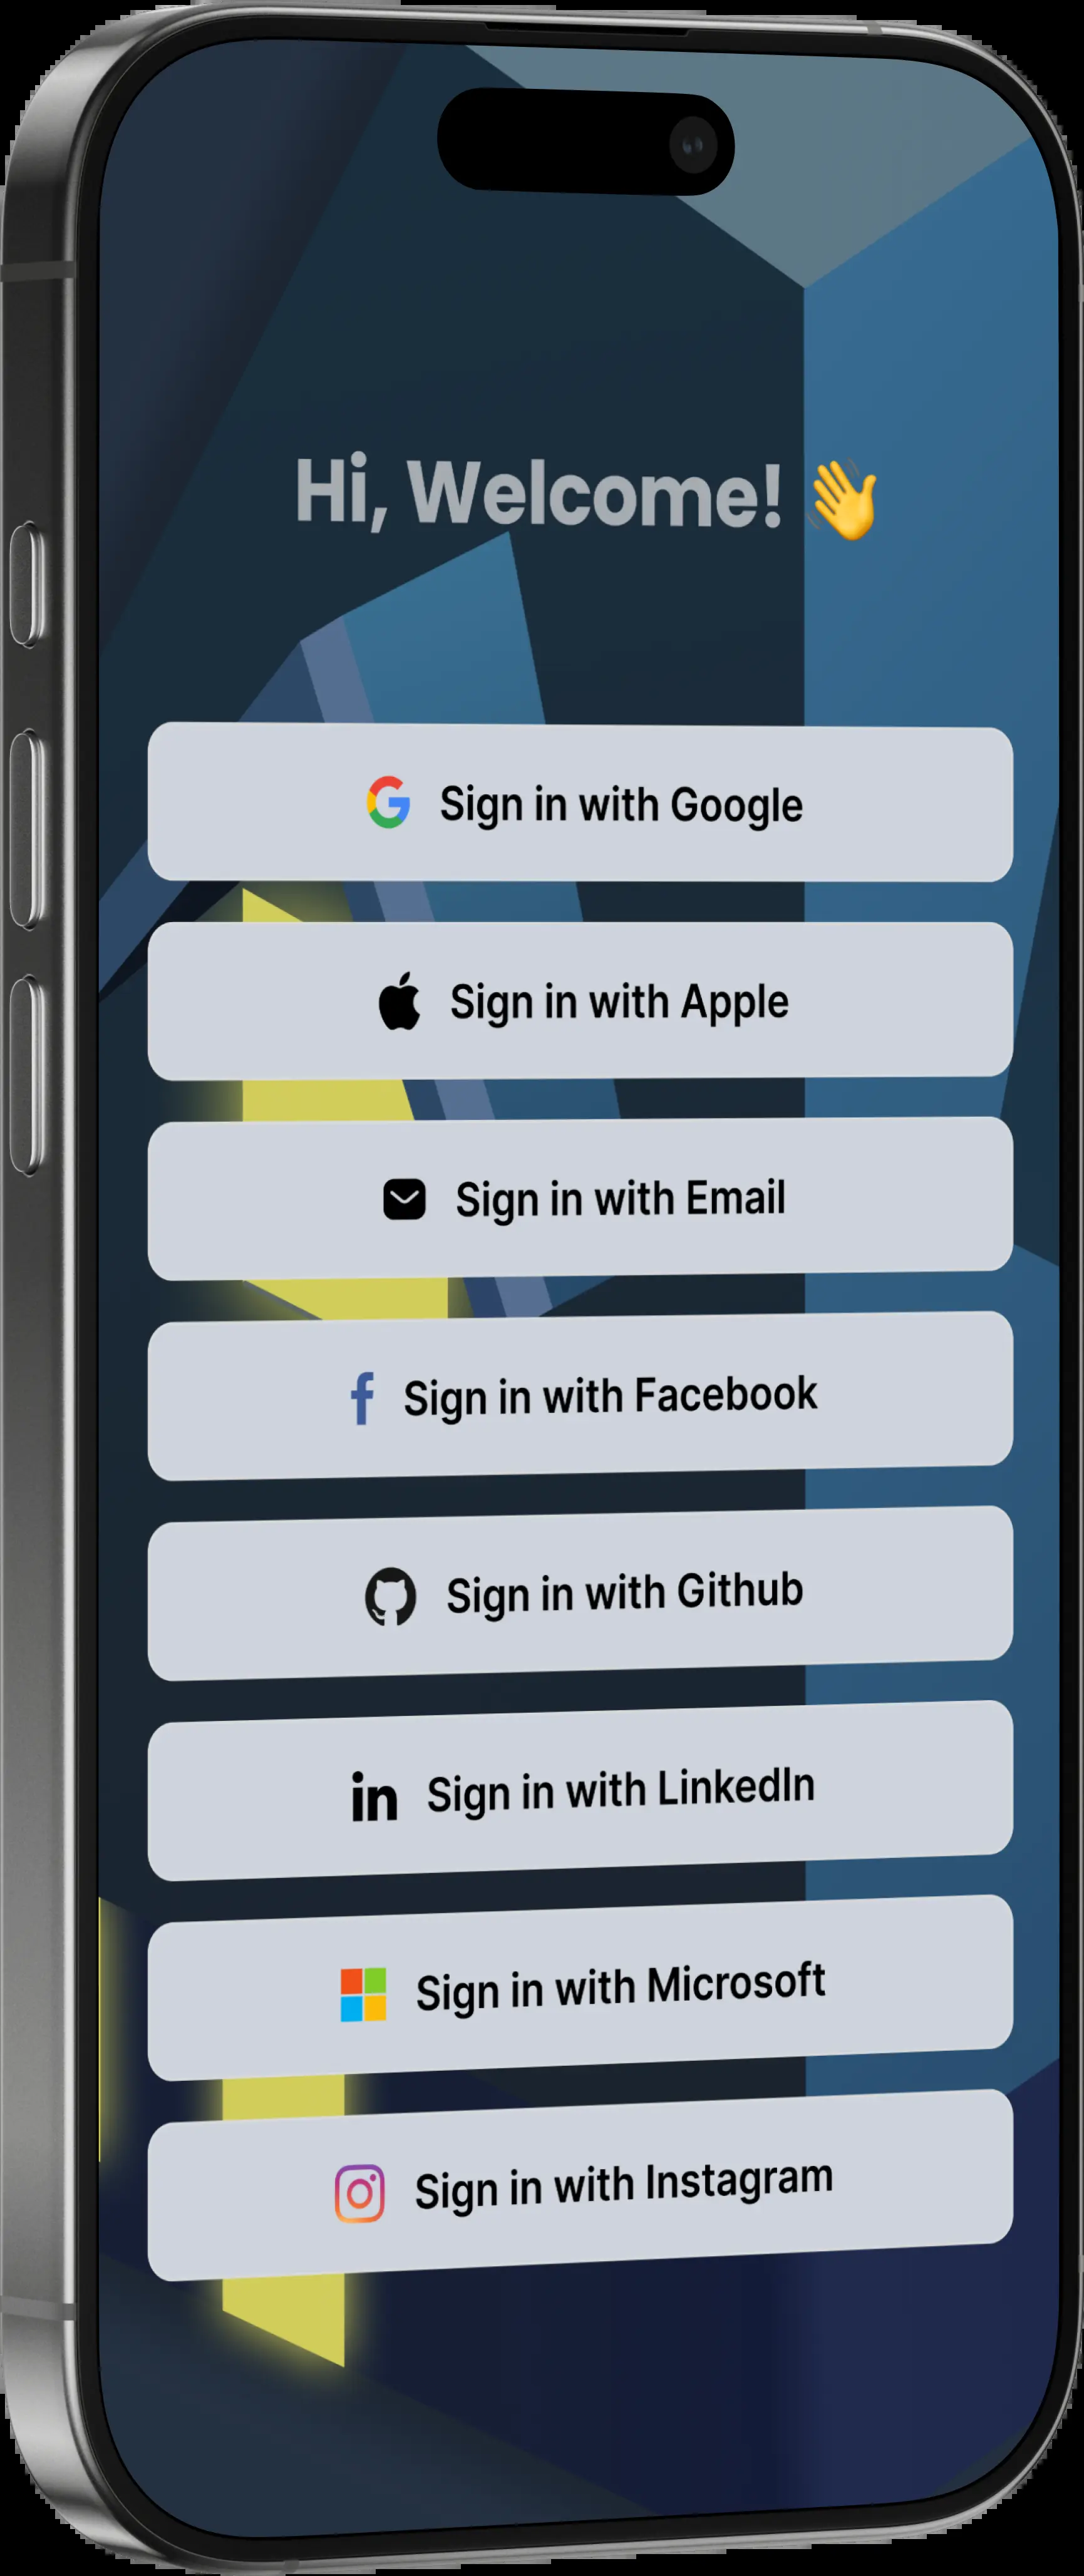 Hi, Welcome! 👋
Sign in with Google
Sign in with Apple
Sign in with Email
Sign in with Facebook
Sign in with Github
in Sign in with LinkedIn
Sign in with Microsoft
Sign in with Instagram